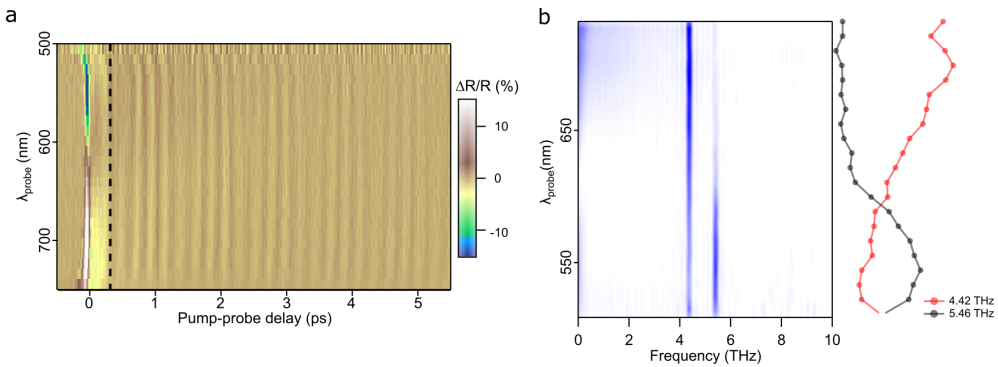 a
500
600
700
λprobe(nm)
0
1
2
3
4
5
Pump-probe delay (ps)
ΔR/R (%)
10
0
-10
b
650
550
λprobe(nm)
0
2
4
6
8
10
Frequency (THz)
4.42 THz
5.46 THz